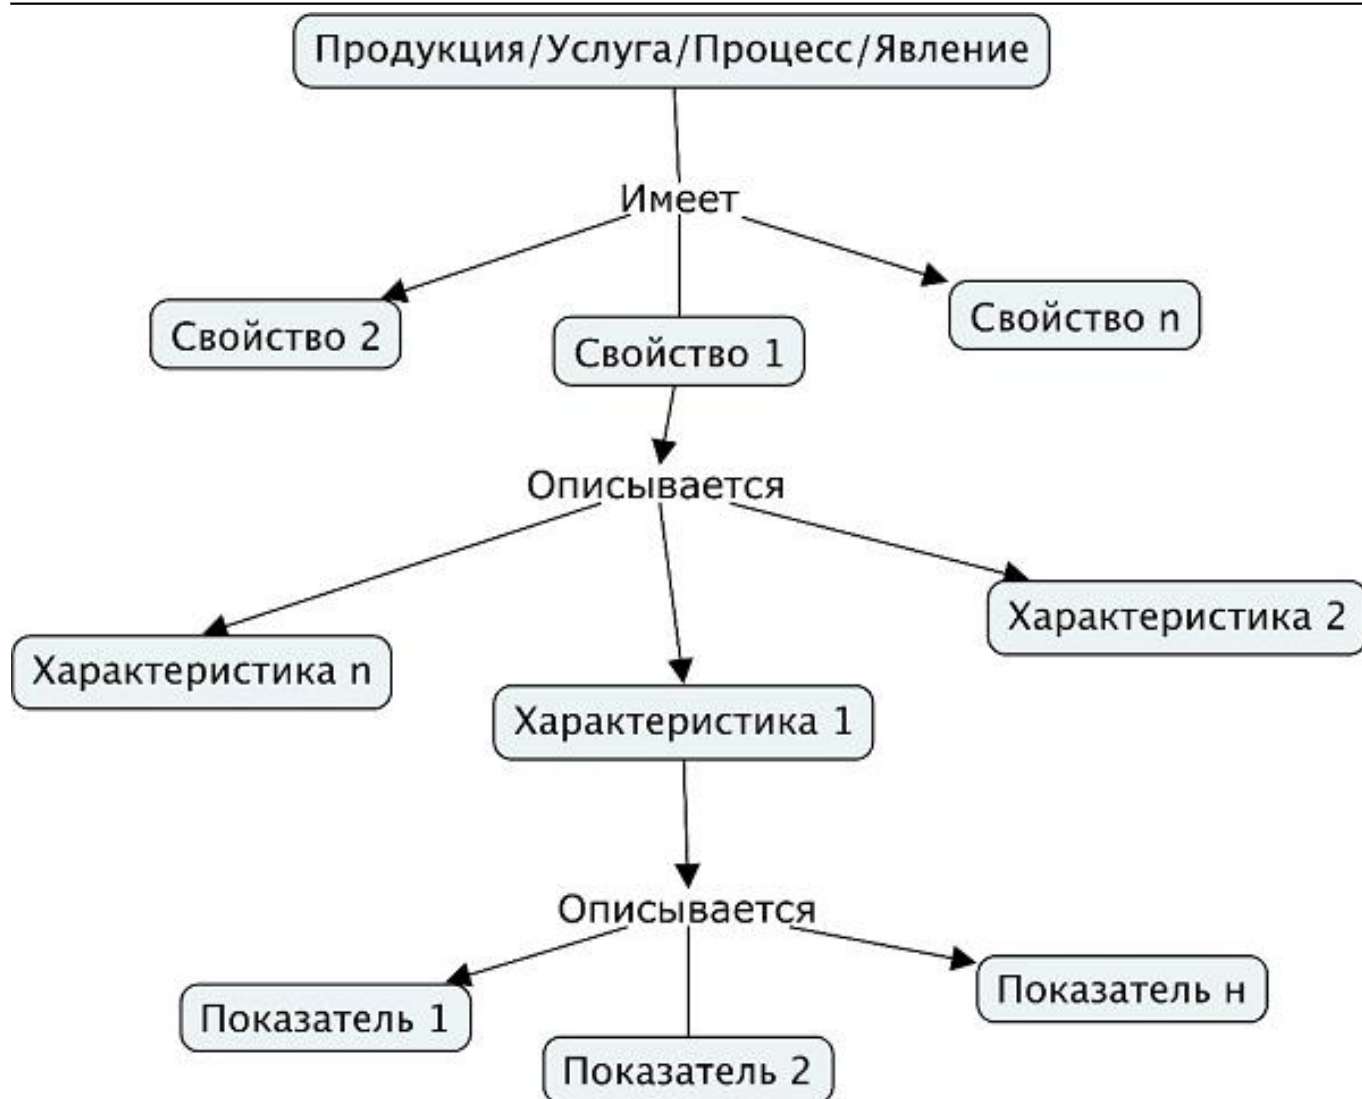 Продукция/Услуга/Процесс/Явление
Имеет
Свойство 2
Свойство 1
Свойство n
Описывается
Характеристика n
Характеристика 1
Характеристика 2
Описывается
Показатель 1
Показатель 2
Показатель н